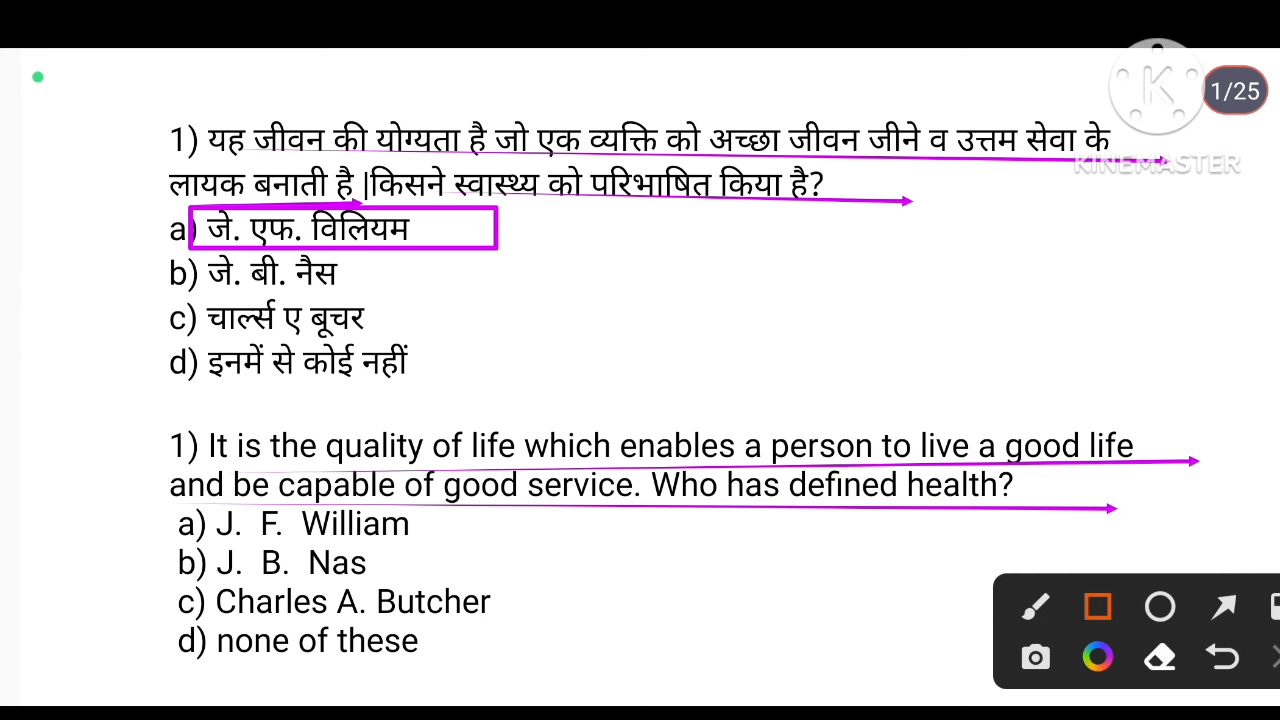 1/25
KINEMASTER
1) यह जीवन की योग्यता है जो एक व्यक्ति को अच्छा जीवन जीने व उत्तम सेवा के
लायक बनाती है |किसने स्वास्थ्य को परिभाषित किया है?
a) जे. एफ. विलियम
b) जे. बी. नैस
c) चार्ल्स ए बूचर
d) इनमें से कोई नहीं
1) It is the quality of life which enables a person to live a good life
and be capable of good service. Who has defined health?
a) J. F. William
b) J. B. Nas
c) Charles A. Butcher
d) none of these